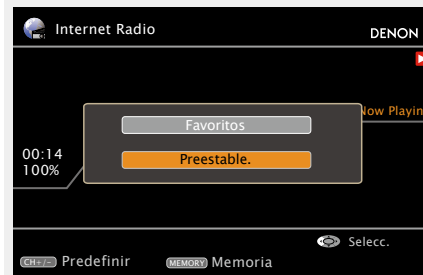 Internet Radio
DENON
Now Playin
Favoritos
Preestable.
00:14
100%
Selecc.
CH+/- Predefinir
MEMORY Memoria